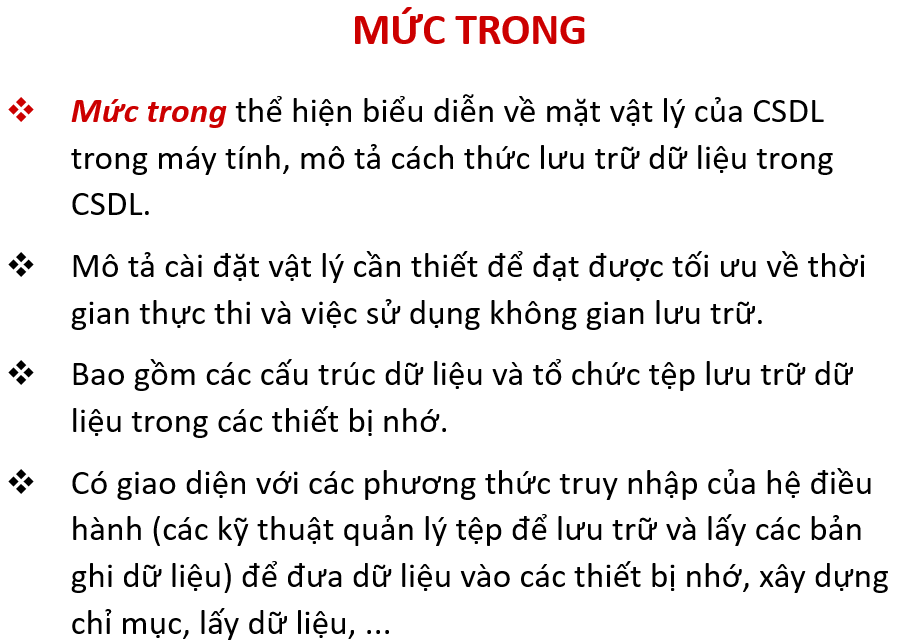 MỨC TRONG
❖ Mức trong thể hiện biểu diễn về mặt vật lý của CSDL
trong máy tính, mô tả cách thức lưu trữ dữ liệu trong
CSDL.
❖ Mô tả cài đặt vật lý cần thiết để đạt được tối ưu về thời
gian thực thi và việc sử dụng không gian lưu trữ.
❖ Bao gồm các cấu trúc dữ liệu và tổ chức tệp lưu trữ dữ
liệu trong các thiết bị nhớ.
❖ Có giao diện với các phương thức truy nhập của hệ điều
hành (các kỹ thuật quản lý tệp để lưu trữ và lấy các bản
ghi dữ liệu) để đưa dữ liệu vào các thiết bị nhớ, xây dựng
chỉ mục, lấy dữ liệu, ...